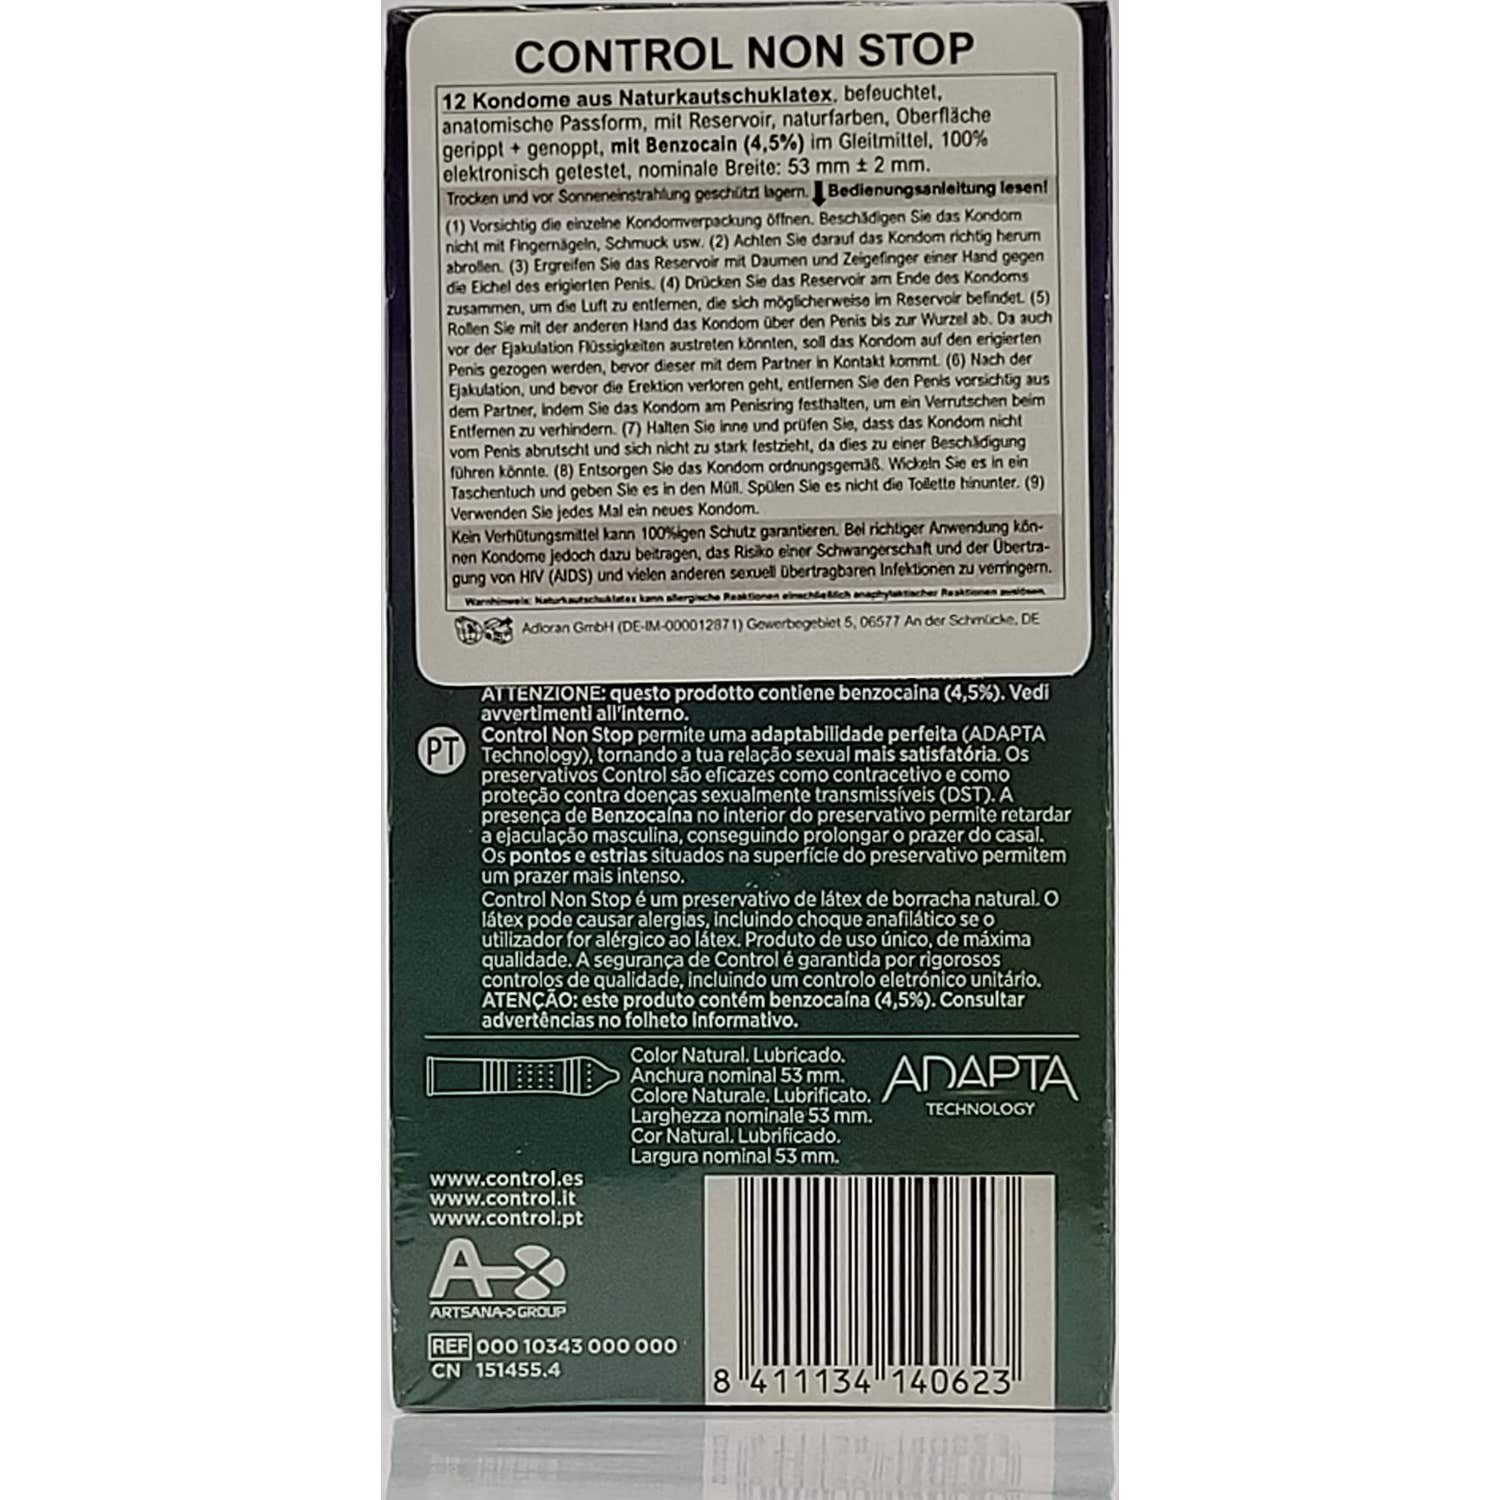 CONTROL NON STOP
12 Kondome aus Naturkautschuklatex, befeuchtet,
anatomische Passform, mit Reservoir, naturfarben, Oberfläche
gerippt + genoppt, mit Benzocain (4,5%) im Gleitmittel, 100%
elektronisch getestet, nominale Breite: 53 mm ± 2 mm.
Trocken und vor Sonneneinstrahlung geschützt lagern. Bedienungsanleitung lesen!
(1) Vorsichtig die einzelne Kondomverpackung öffnen. Beschädigen Sie das Kondom
nicht mit Fingernägeln, Schmuck usw. (2) Achten Sie darauf das Kondom richtig herum
abrollen. (3) Ergreifen Sie das Reservoir mit Daumen und Zeigefinger einer Hand gegen
die Eichel des erigierten Penis. (4) Drücken Sie das Reservoir am Ende des Kondoms
zusammen, um die Luft zu entfernen, die sich möglicherweise im Reservoir befindet. (5)
Rollen Sie mit der anderen Hand das Kondom über den Penis bis zur Wurzel ab. Da auch
vor der Ejakulation Flüssigkeiten austreten könnten, soll das Kondom auf den erigierten
Penis gezogen werden, bevor dieser mit dem Partner in Kontakt kommt. (6) Nach der
Ejakulation, und bevor die Erektion verloren geht, entfernen Sie den Penis vorsichtig aus
dem Partner, indem Sie das Kondom am Penisring festhalten, um ein Verrutschen beim
Entfernen zu verhindern. (7) Halten Sie inne und prüfen Sie, dass das Kondom nicht
vom Penis abrutscht und sich nicht zu stark festzieht, da dies zu einer Beschädigung
führen könnte. (8) Entsorgen Sie das Kondom ordnungsgemäß. Wickeln Sie es in ein
Taschentuch und geben Sie es in den Müll. Spülen Sie es nicht die Toilette hinunter. (9)
Verwenden Sie jedes Mal ein neues Kondom.
Kein Verhütungsmittel kann 100%igen Schutz garantieren. Bei richtiger Anwendung kön-
nen Kondome jedoch dazu beitragen, das Risiko einer Schwangerschaft und der Übertra-
gung von HIV (AIDS) und vielen anderen sexuell übertragbaren Infektionen zu verringern.
Warnhinweis: Naturkautschuklatex kann allergische Reaktionen einschließlich anaphylaktischer Reaktionen auslösen.
Adloran GmbH (DE-IM-000012871) Gewerbegebiet 5, 06577 An der Schmücke, DE
ATTENZIONE: questo prodotto contiene benzocaina (4,5%). Vedi
avvertimenti all'interno.
PT
Control Non Stop permite uma adaptabilidade perfeita (ADAPTA
Technology), tornando a tua relação sexual mais satisfatória. Os
preservativos Control são eficazes como contracetivo e como
proteção contra doenças sexualmente transmissíveis (DST). A
presença de Benzocaína no interior do preservativo permite retardar
a ejaculação masculina, conseguindo prolongar o prazer do casal.
Os pontos e estrias situados na superfície do preservativo permitem
um prazer mais intenso.
Control Non Stop é um preservativo de látex de borracha natural. O
látex pode causar alergias, incluindo choque anafilático se o
utilizador for alérgico ao látex. Produto de uso único, de máxima
qualidade. A segurança de Control é garantida por rigorosos
controlos de qualidade, incluindo um controlo eletrónico unitário.
ATENÇÃO: este produto contém benzocaína (4,5%). Consultar
advertências no folheto informativo.
Color Natural. Lubricado.
Anchura nominal 53 mm.
Colore Naturale. Lubrificato.
Larghezza nominale 53 mm.
Cor Natural. Lubrificado.
Largura nominal 53 mm.
ADAPTA
TECHNOLOGY
www.control.es
www.control.it
www.control.pt
A
ARTSANA GROUP
REF 000 10343 000 000
CN 151455.4
8 411134 140623